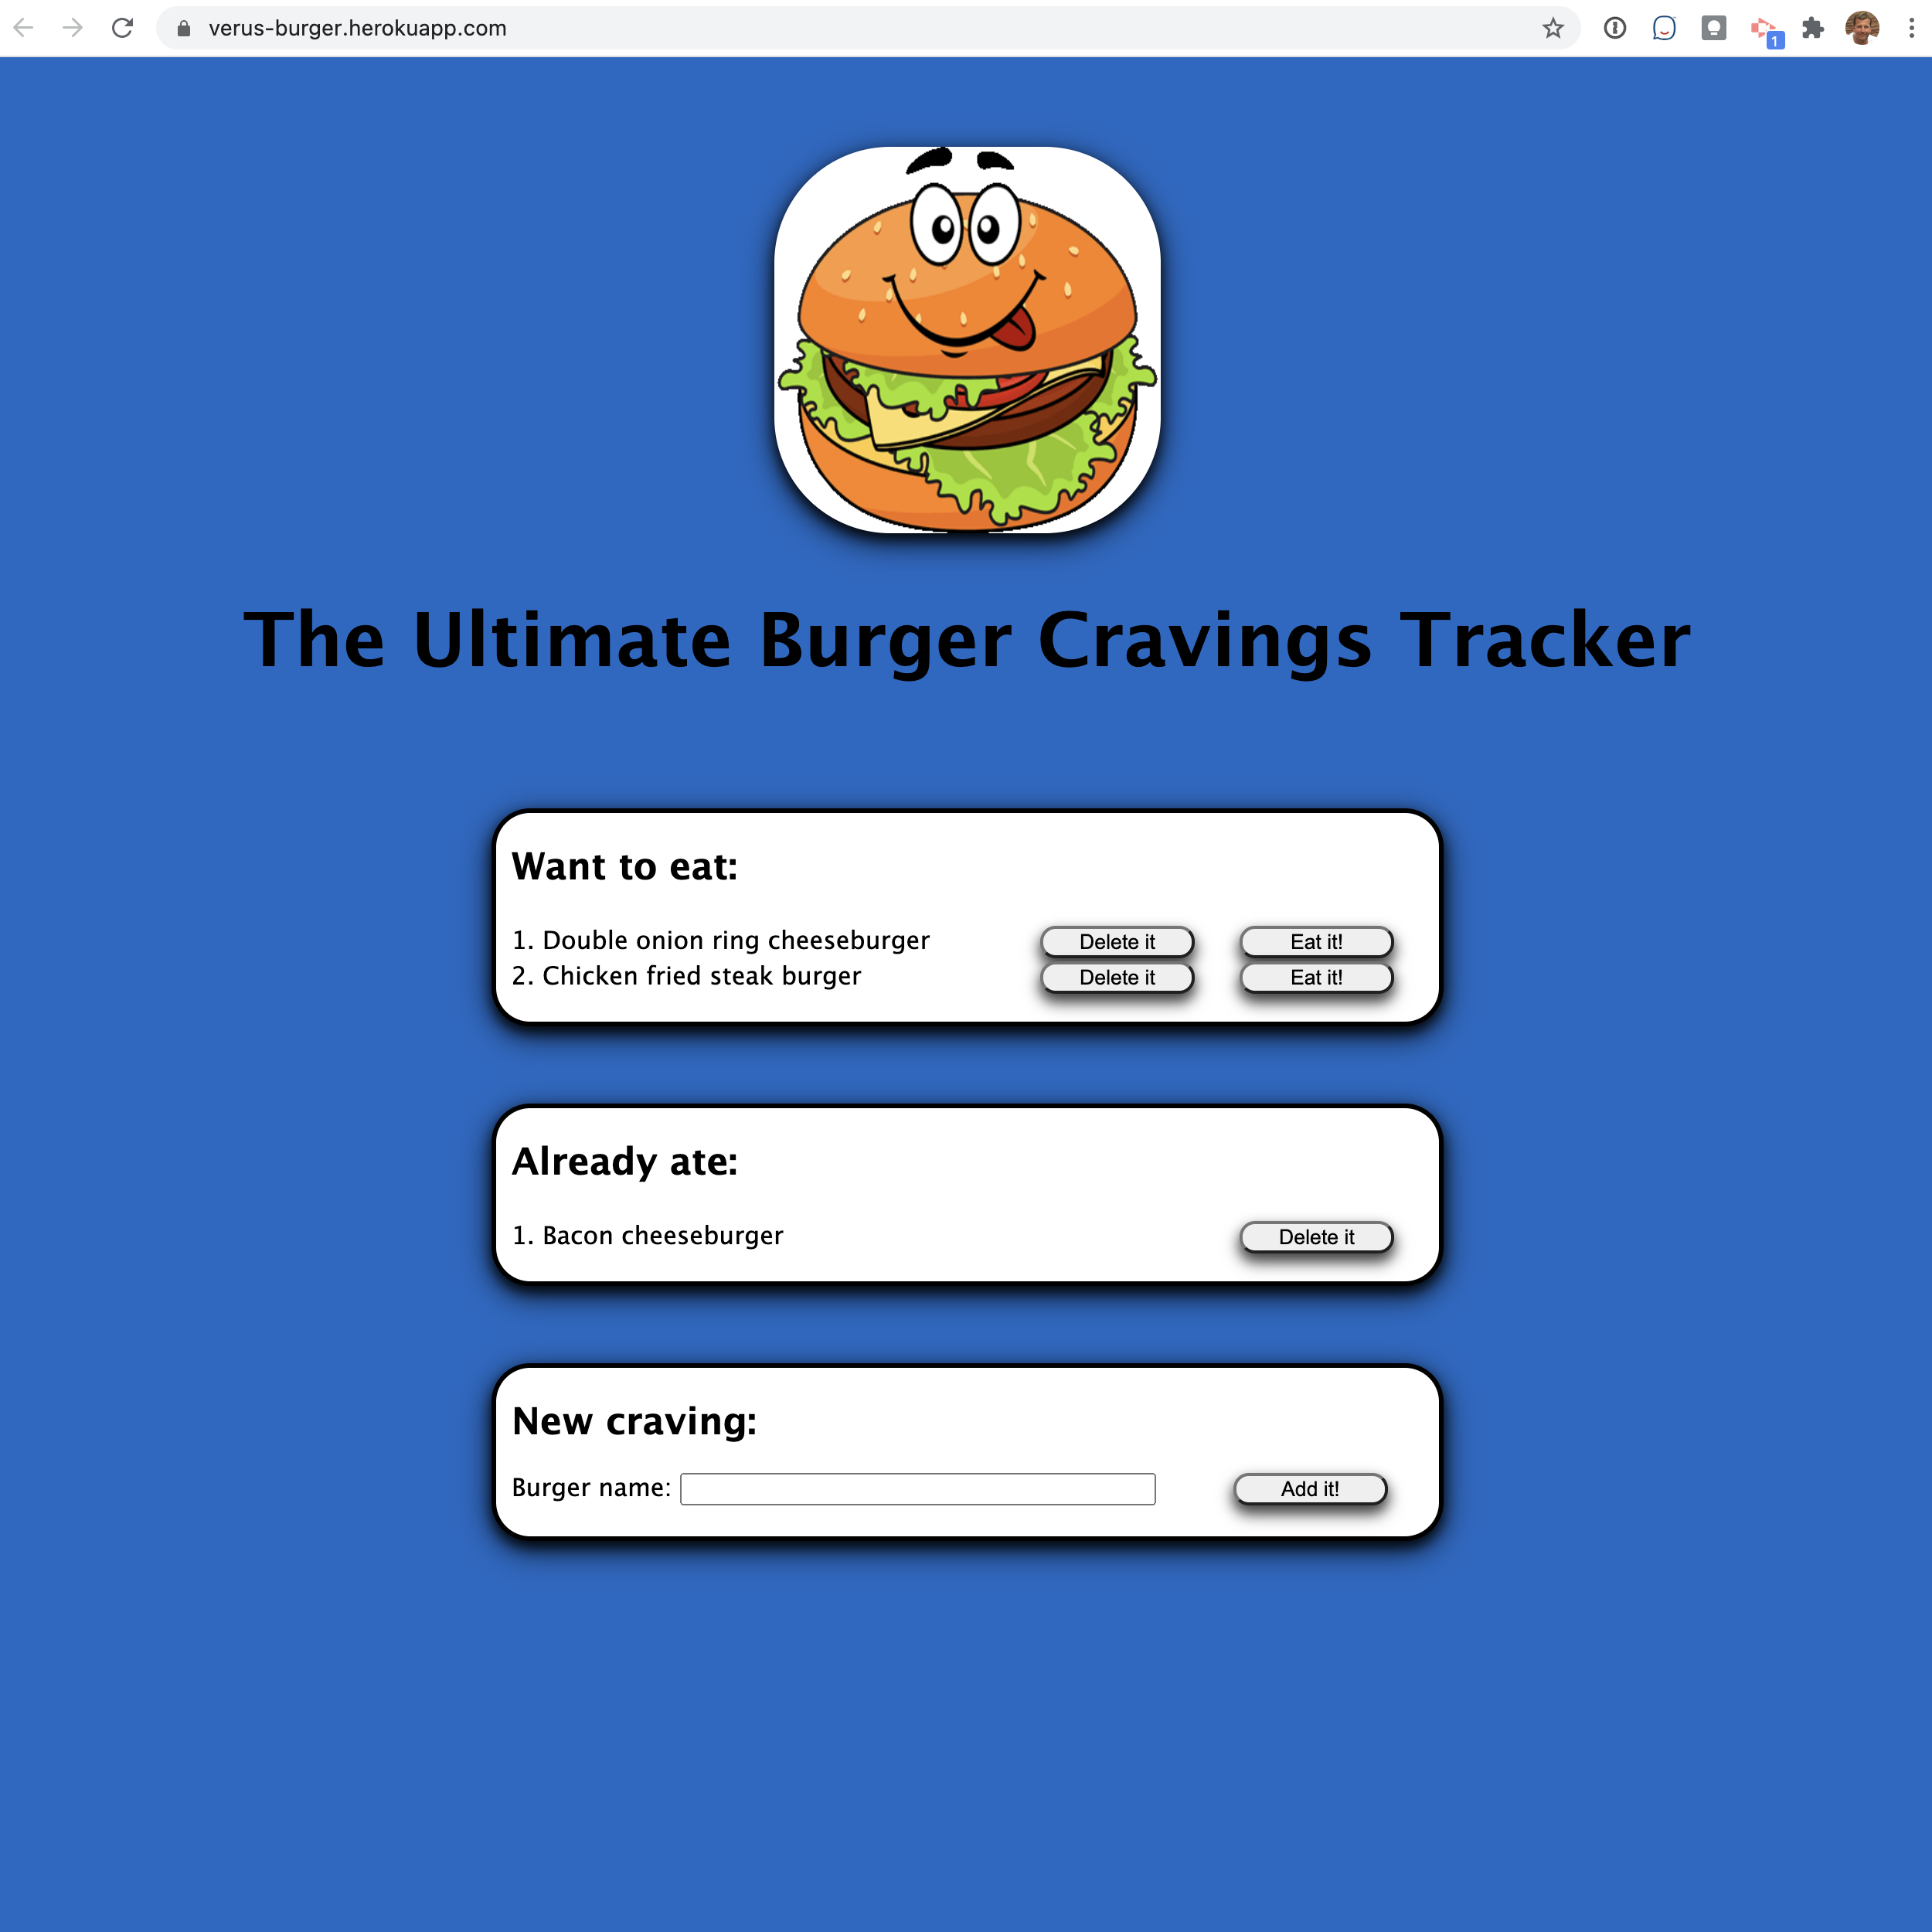 verus-burger.herokuapp.com
1
The Ultimate Burger Cravings Tracker
Want to eat:
1. Double onion ring cheeseburger Delete it Eat it!
2. Chicken fried steak burger Delete it Eat it!
Already ate:
1. Bacon cheeseburger Delete it
New craving:
Burger name: Add it!